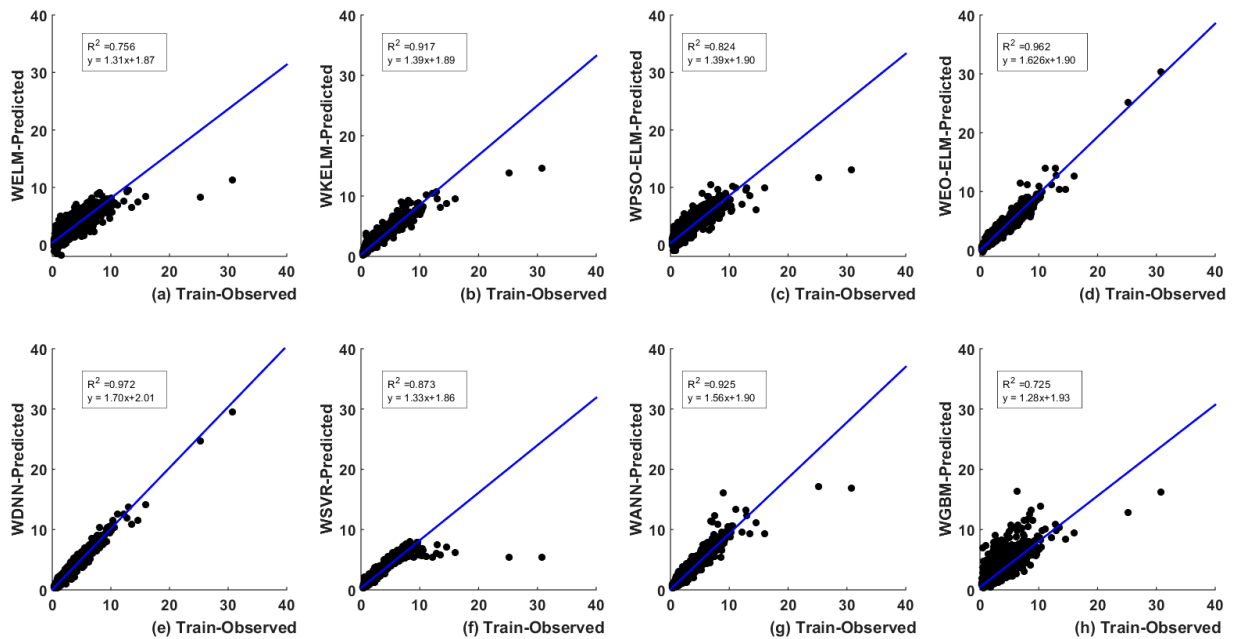 WELM-Predicted
40
30
20
10
0
R² =0.756
y = 1.31x+1.87
0 10 20 30 40
(a) Train-Observed
WKELM-Predicted
40
30
20
10
0
R² =0.917
y = 1.39x+1.89
0 10 20 30 40
(b) Train-Observed
WPSO-ELM-Predicted
40
30
20
10
0
R² =0.824
y = 1.39x+1.90
0 10 20 30 40
(c) Train-Observed
WEO-ELM-Predicted
40
30
20
10
0
R² =0.962
y = 1.626x+1.90
0 10 20 30 40
(d) Train-Observed
WDNN-Predicted
40
30
20
10
0
R² =0.972
y = 1.70x+2.01
0 10 20 30 40
(e) Train-Observed
WSVR-Predicted
40
30
20
10
0
R² =0.873
y = 1.33x+1.86
0 10 20 30 40
(f) Train-Observed
WANN-Predicted
40
30
20
10
0
R² =0.925
y = 1.56x+1.90
0 10 20 30 40
(g) Train-Observed
WGBM-Predicted
40
30
20
10
0
R² =0.725
y = 1.28x+1.93
0 10 20 30 40
(h) Train-Observed